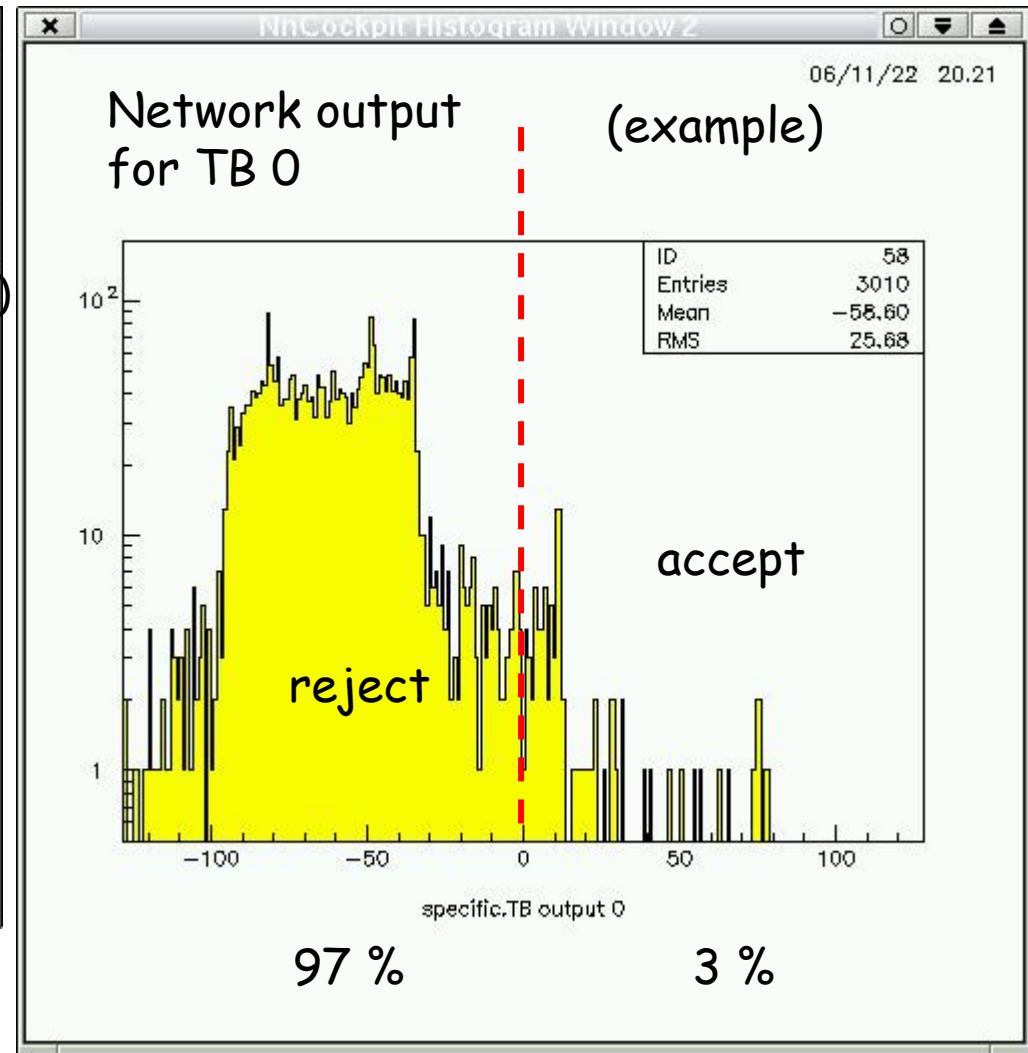 NnCockpit Histogram Window 2
06/11/22 20.21
Network output
for TB 0
(example)
)
ID 58
Entries 3010
Mean −58.60
RMS 25.68
10²
10
1
accept
reject
−100 −50 0 50 100
specific.TB output 0
97 % 3 %